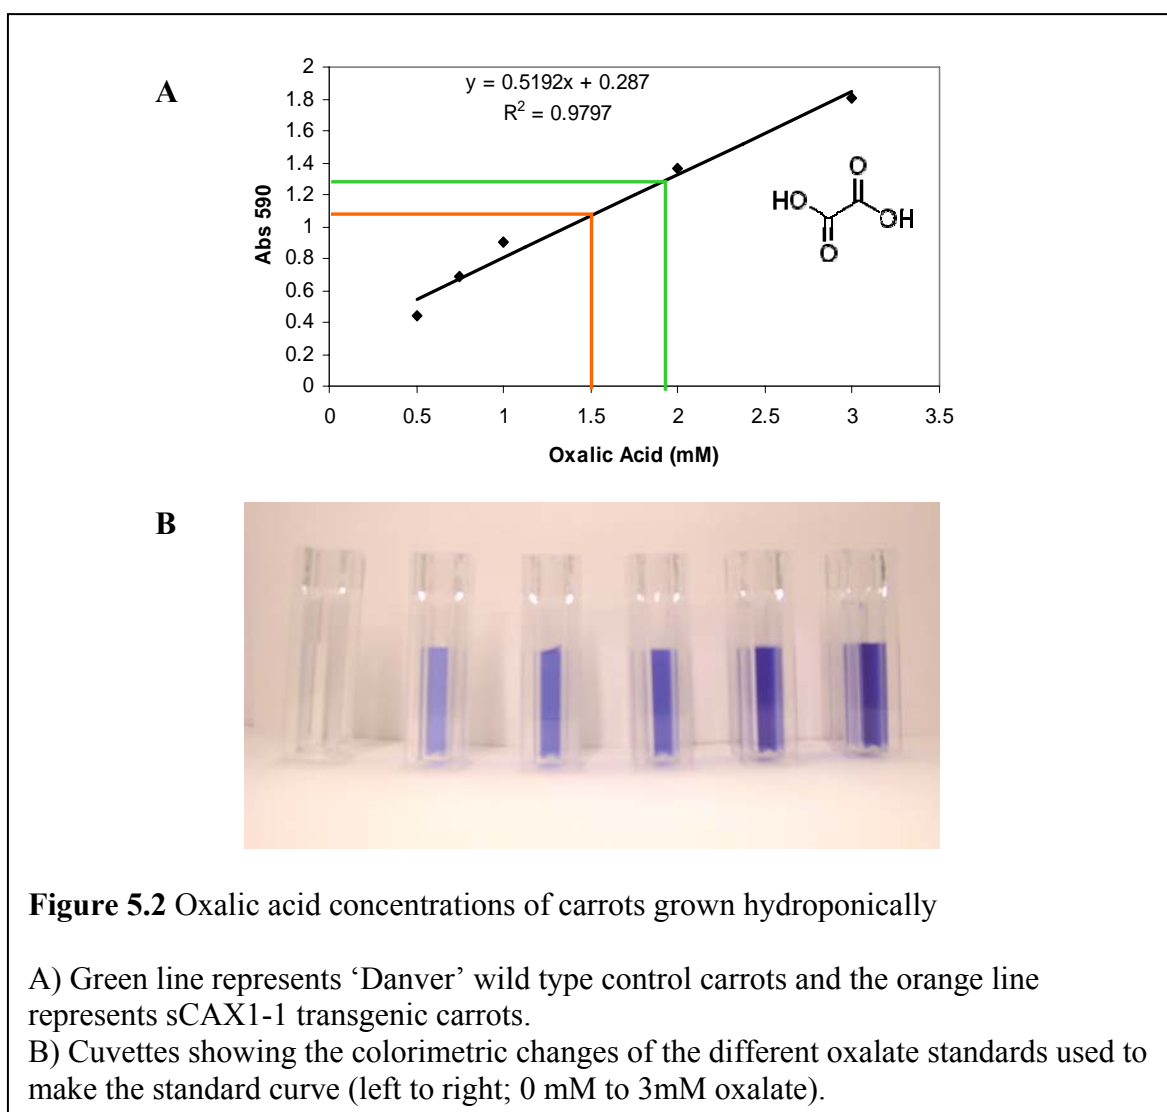 A
y = 0.5192x + 0.287
R² = 0.9797
2
1.8
1.6
1.4
1.2
1
0.8
0.6
0.4
0.2
0
Abs 590
0 0.5 1 1.5 2 2.5 3 3.5
Oxalic Acid (mM)
O
HO
OH
O
B
Figure 5.2 Oxalic acid concentrations of carrots grown hydroponically
A) Green line represents ‘Danver’ wild type control carrots and the orange line
represents sCAX1-1 transgenic carrots.
B) Cuvettes showing the colorimetric changes of the different oxalate standards used to
make the standard curve (left to right; 0 mM to 3mM oxalate).